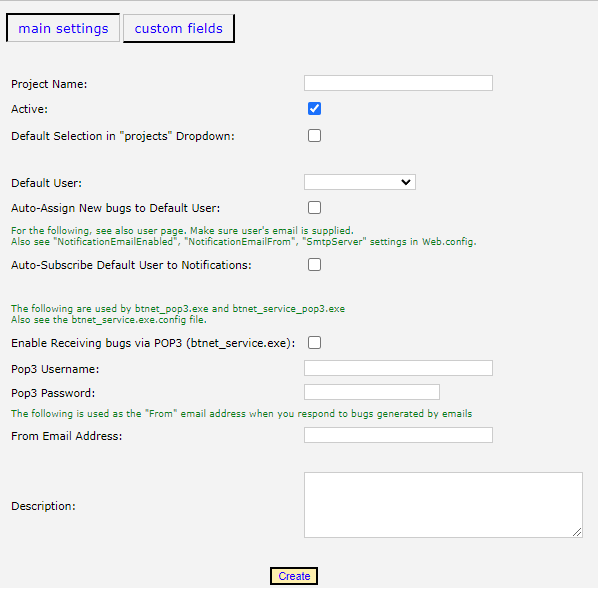 main settings custom fields
Project Name:
Active:
Default Selection in "projects" Dropdown:
Default User:
Auto-Assign New bugs to Default User:
For the following, see also user page. Make sure user's email is supplied.
Also see "NotificationEmailEnabled", "NotificationEmailFrom", "SmtpServer" settings in Web.config.
Auto-Subscribe Default User to Notifications:
The following are used by btnet_pop3.exe and btnet_service_pop3.exe
Also see the btnet_service.exe.config file.
Enable Receiving bugs via POP3 (btnet_service.exe):
Pop3 Username:
Pop3 Password:
The following is used as the "From" email address when you respond to bugs generated by emails
From Email Address:
Description:
Create